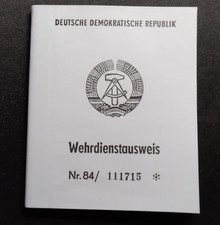 DEUTSCHE DEMOKRATISCHE REPUBLIK
Wehrdienstausweis
Nr. 84/ 111715 *